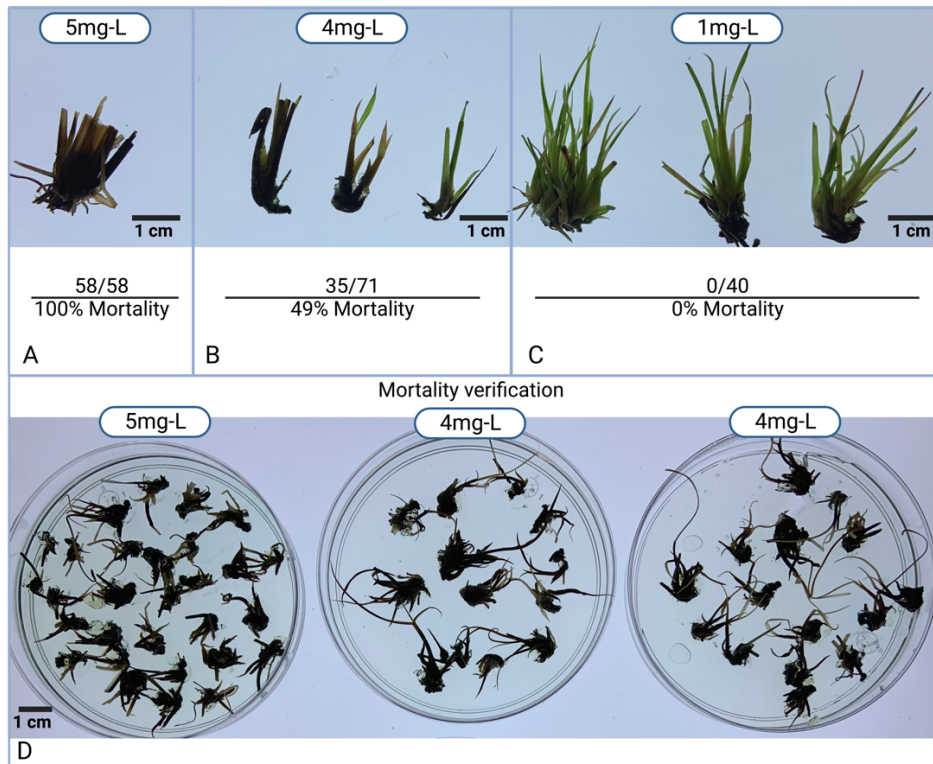 5mg-L
4mg-L
1mg-L
1 cm
1 cm
1 cm
58/58
100% Mortality
35/71
49% Mortality
0/40
0% Mortality
A
B
C
Mortality verification
5mg-L
4mg-L
4mg-L
1 cm
D